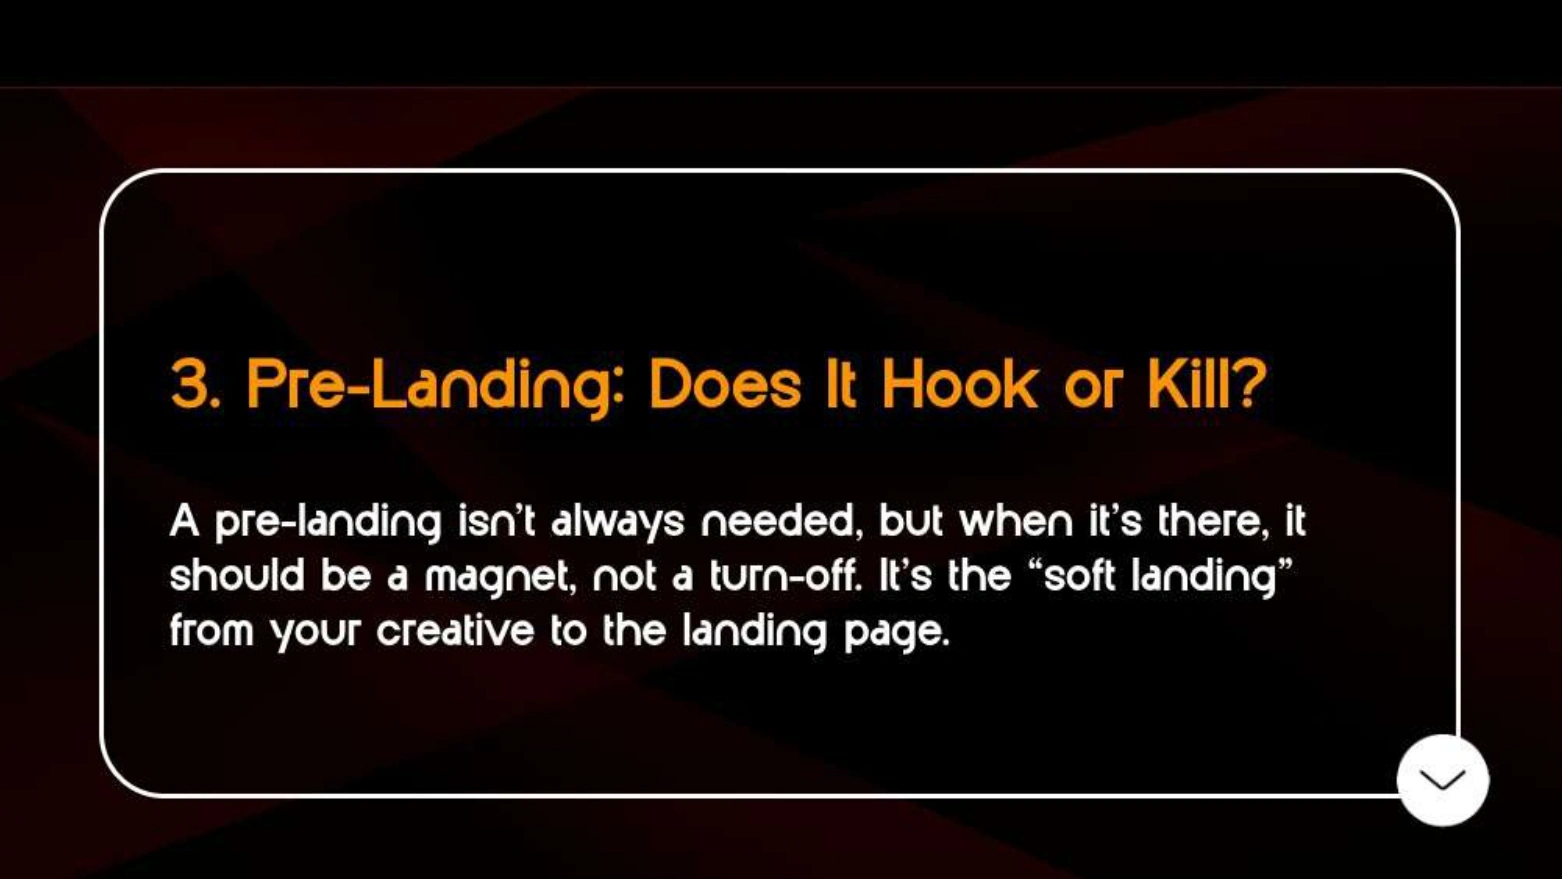 3. Pre-Landing: Does It Hook or Kill?
A pre-landing isn’t always needed, but when it’s there, it
should be a magnet, not a turn-off. It’s the “soft landing”
from your creative to the landing page.